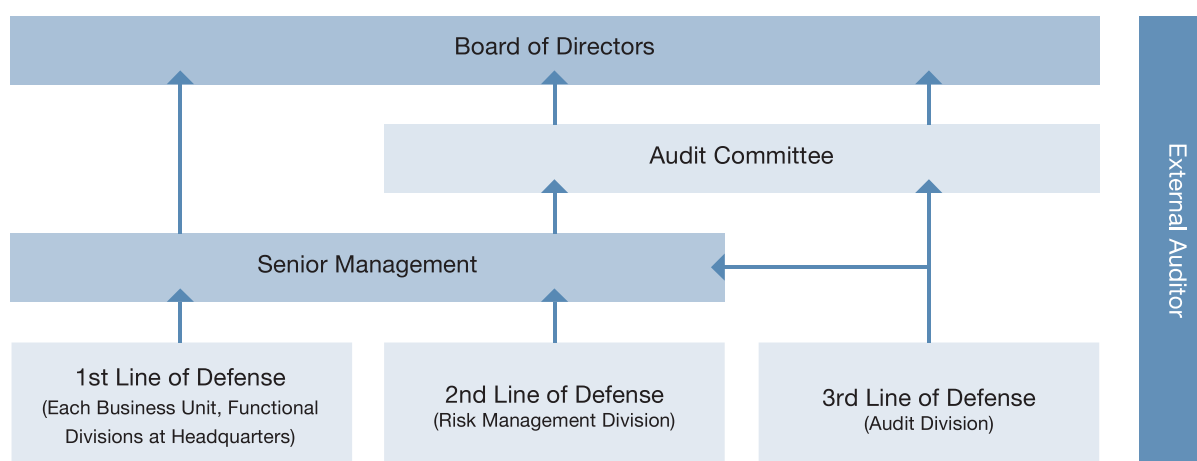 Board of Directors
Audit Committee
Senior Management
1st Line of Defense
(Each Business Unit, Functional
Divisions at Headquarters)
2nd Line of Defense
(Risk Management Division)
3rd Line of Defense
(Audit Division)
External Auditor